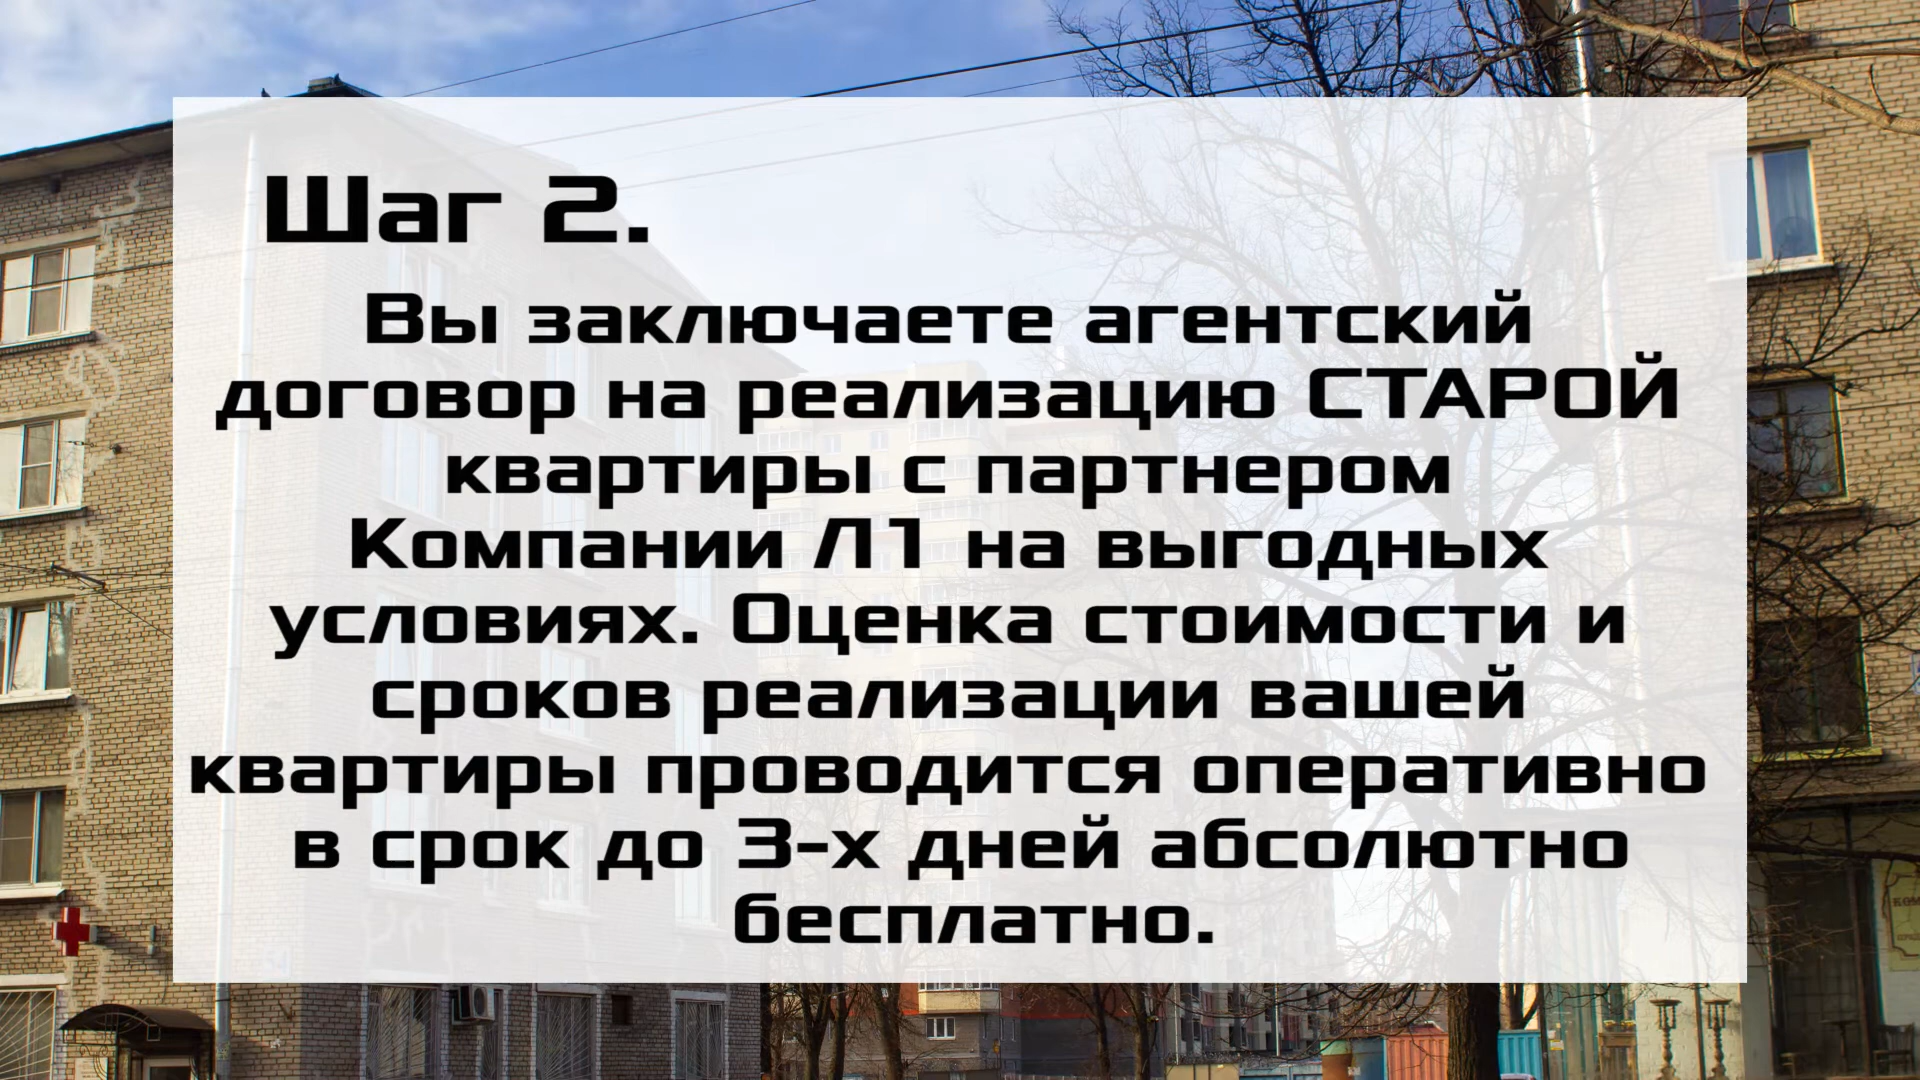 Шаг 2.
Вы заключаете агентский
договор на реализацию СТАРОЙ
квартиры с партнером
Компании Л1 на выгодных
условиях. Оценка стоимости и
сроков реализации вашей
квартиры проводится оперативно
в срок до 3-х дней абсолютно
бесплатно.